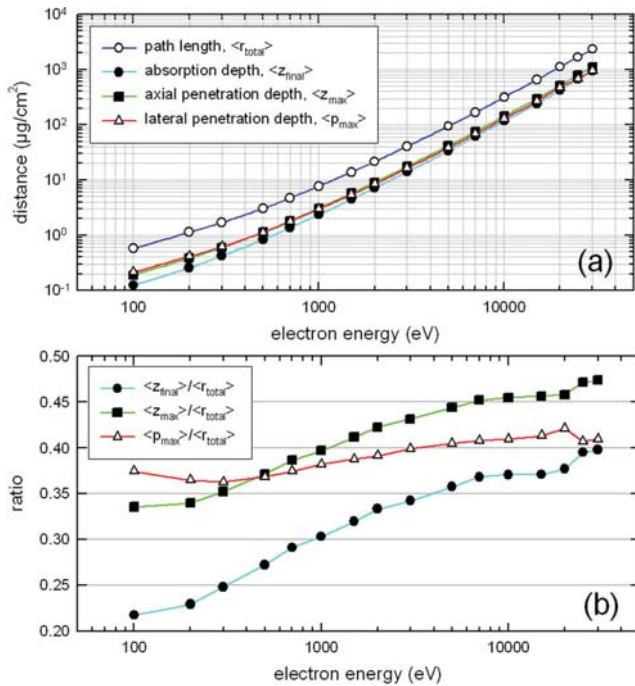 10⁴
10³
10²
10¹
10⁰
10⁻¹
distance (µg/cm²)
path length, <r_total>
absorption depth, <z_final>
axial penetration depth, <z_max>
lateral penetration depth, <p_max>
(a)
100 1000 10000
electron energy (eV)
0.50
0.45
0.40
0.35
0.30
0.25
0.20
ratio
<z_final>/<r_total>
<z_max>/<r_total>
<p_max>/<r_total>
(b)
100 1000 10000
electron energy (eV)